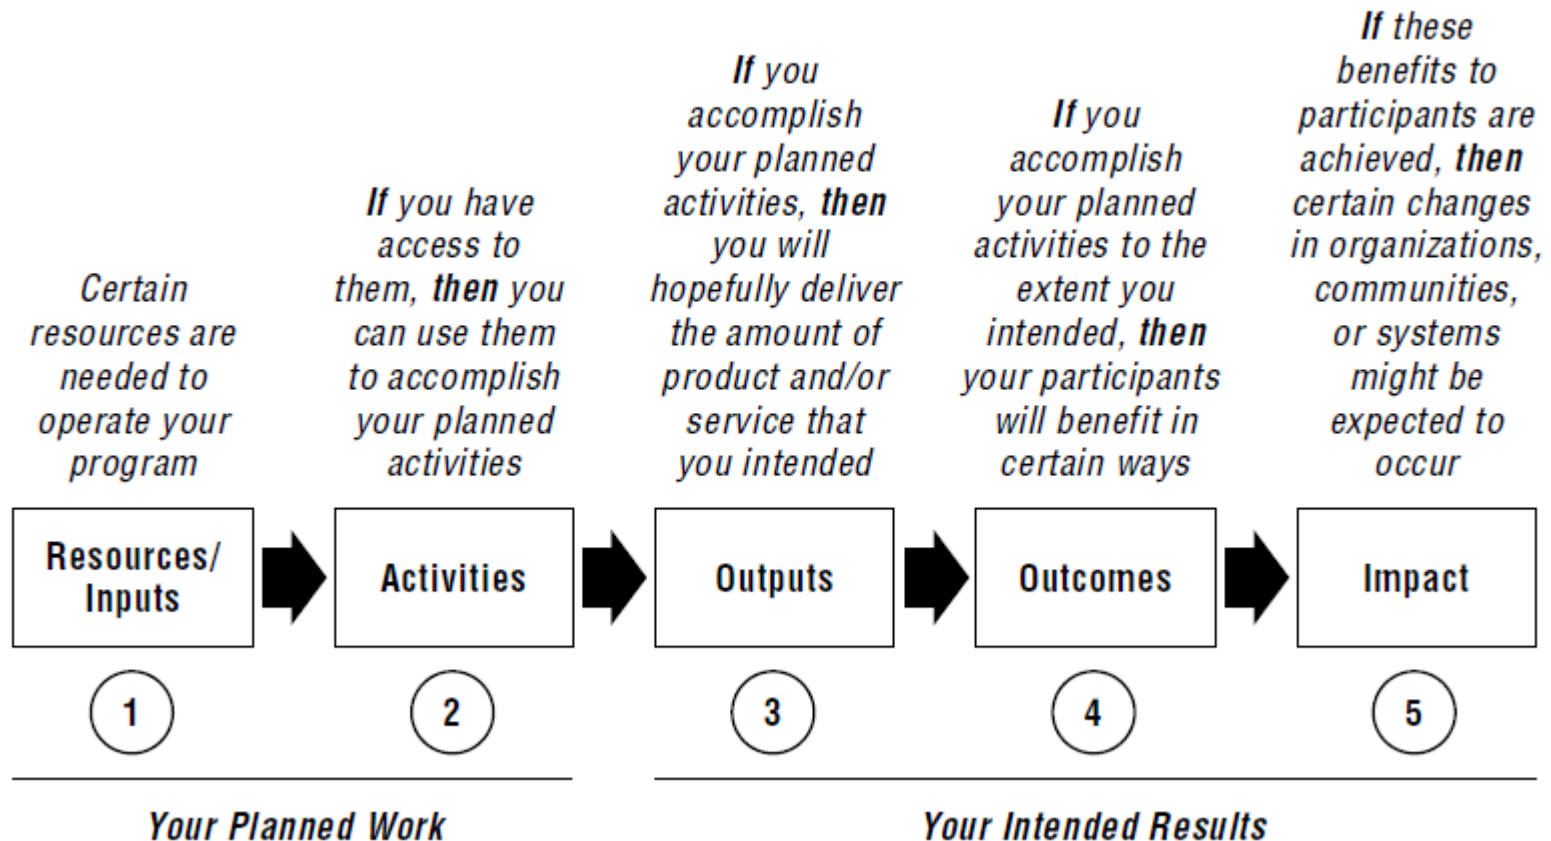 Certain
resources are
needed to
operate your
program
If you have
access to
them, then you
can use them
to accomplish
your planned
activities
If you
accomplish
your planned
activities, then
you will
hopefully deliver
the amount of
product and/or
service that
you intended
If you
accomplish
your planned
activities to the
extent you
intended, then
your participants
will benefit in
certain ways
If these
benefits to
participants are
achieved, then
certain changes
in organizations,
communities,
or systems
might be
expected to
occur
Resources/
Inputs
Activities
Outputs
Outcomes
Impact
1
2
3
4
5
Your Planned Work
Your Intended Results